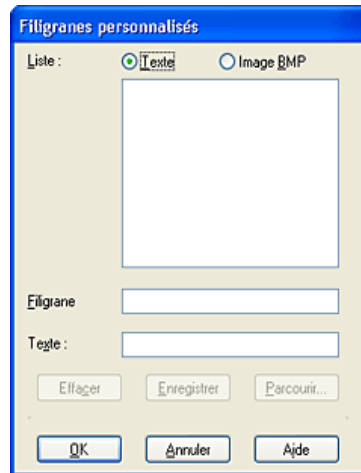 Filigranes personnalisés
Liste : Texte Image BMP
Filigrane
Texte :
Effacer Enregistrer Parcourir...
OK Annuler Aide